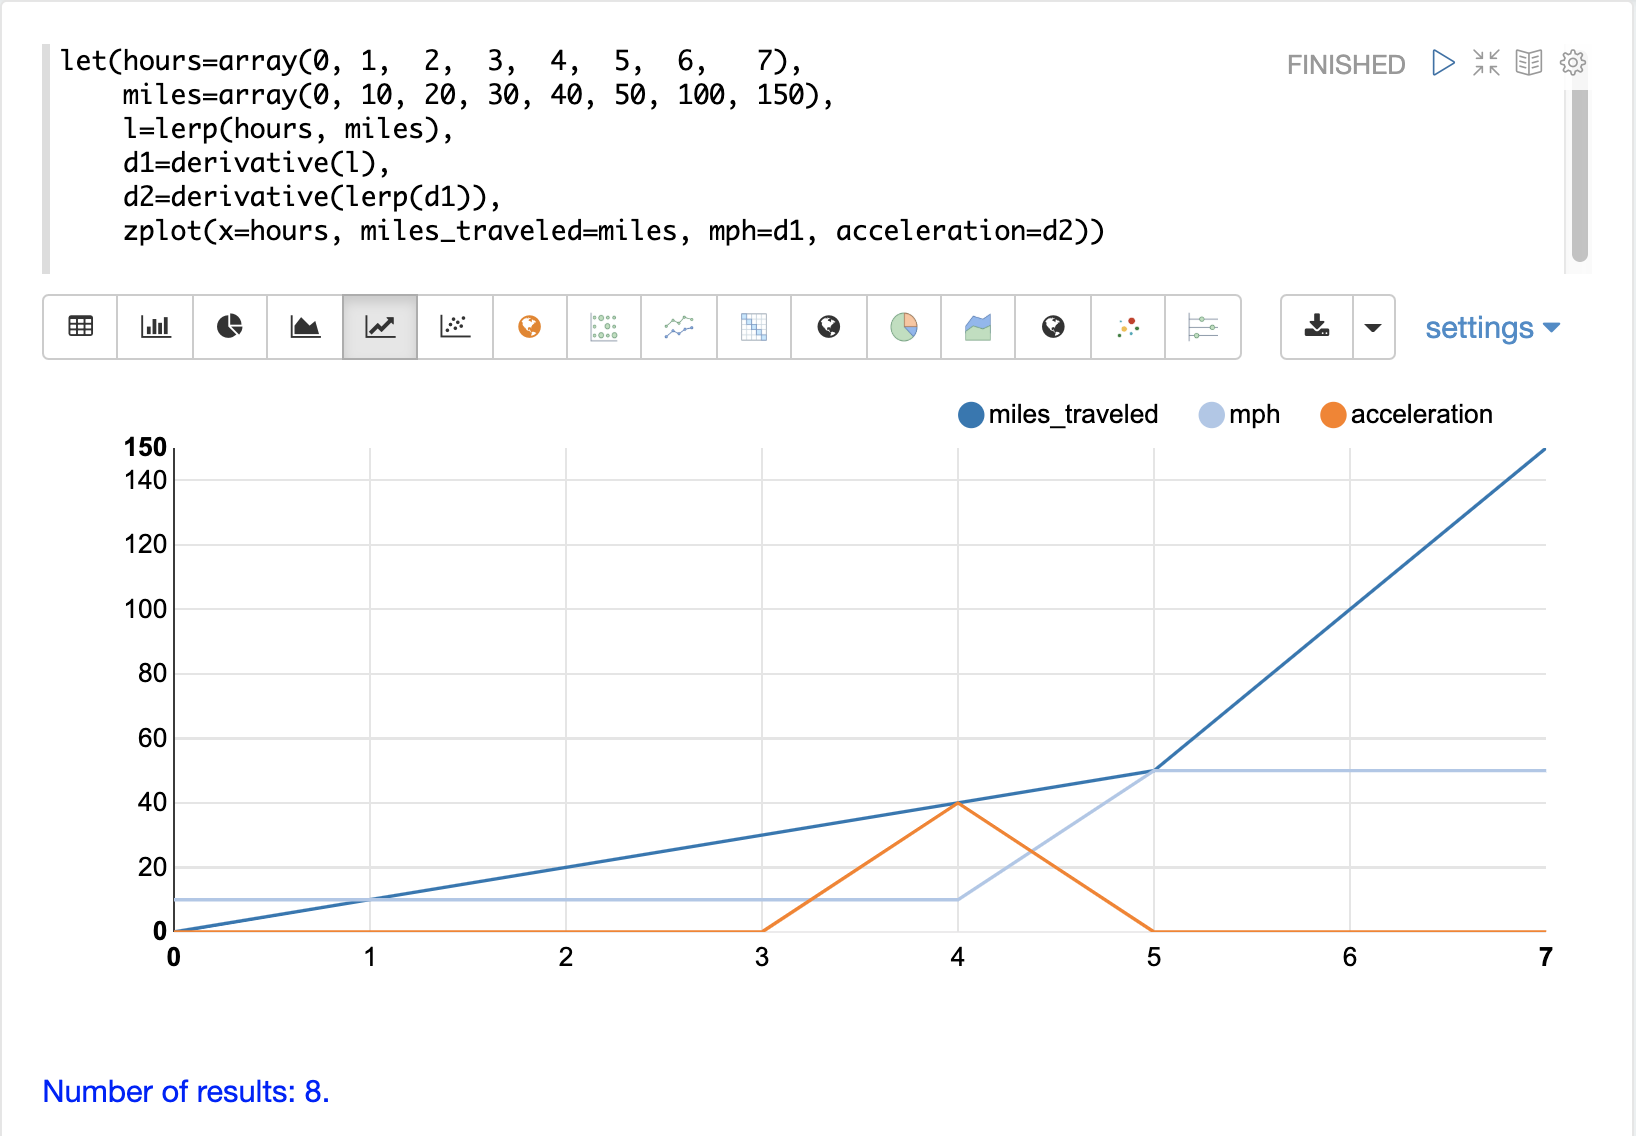 let(hours=array(0, 1,  2,  3,  4,  5,  6,   7),
    miles=array(0, 10, 20, 30, 40, 50, 100, 150),
    l=lerp(hours, miles),
    d1=derivative(l),
    d2=derivative(lerp(d1)),
    zplot(x=hours, miles_traveled=miles, mph=d1, acceleration=d2))
FINISHED
settings
miles_traveled mph acceleration
150
140
120
100
80
60
40
20
0
0 1 2 3 4 5 6 7
Number of results: 8.